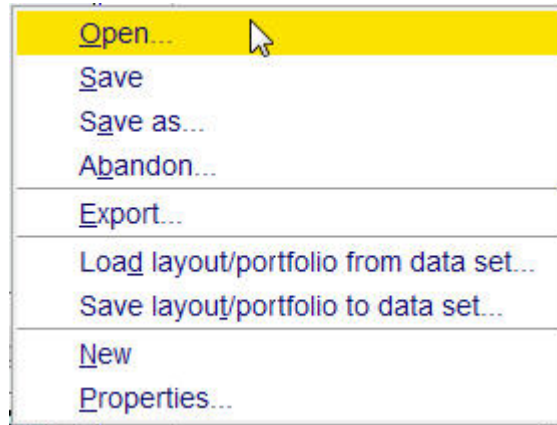 Open...
Save
Save as...
Abandon...
Export...
Load layout/portfolio from data set...
Save layout/portfolio to data set...
New
Properties...